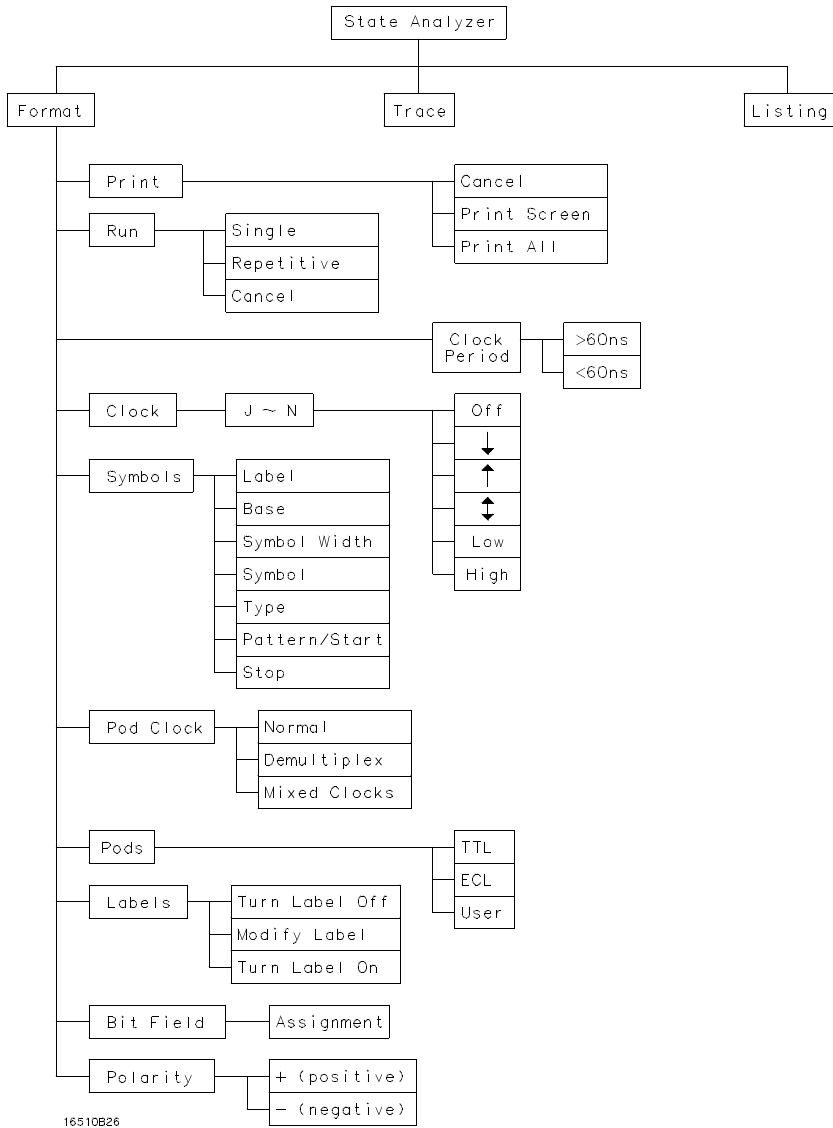 State Analyzer
Format
Trace
Listing
Print
Cancel
Print Screen
Print All
Run
Single
Repetitive
Cancel
Clock
Period
>60ns
<60ns
Clock
J ~ N
Off
↓
↑
↕
Low
High
Symbols
Label
Base
Symbol Width
Symbol
Type
Pattern/Start
Stop
Pod Clock
Normal
Demultiplex
Mixed Clocks
Pods
TTL
ECL
User
Labels
Turn Label Off
Modify Label
Turn Label On
Bit Field
Assignment
Polarity
+ (positive)
- (negative)
16510B26